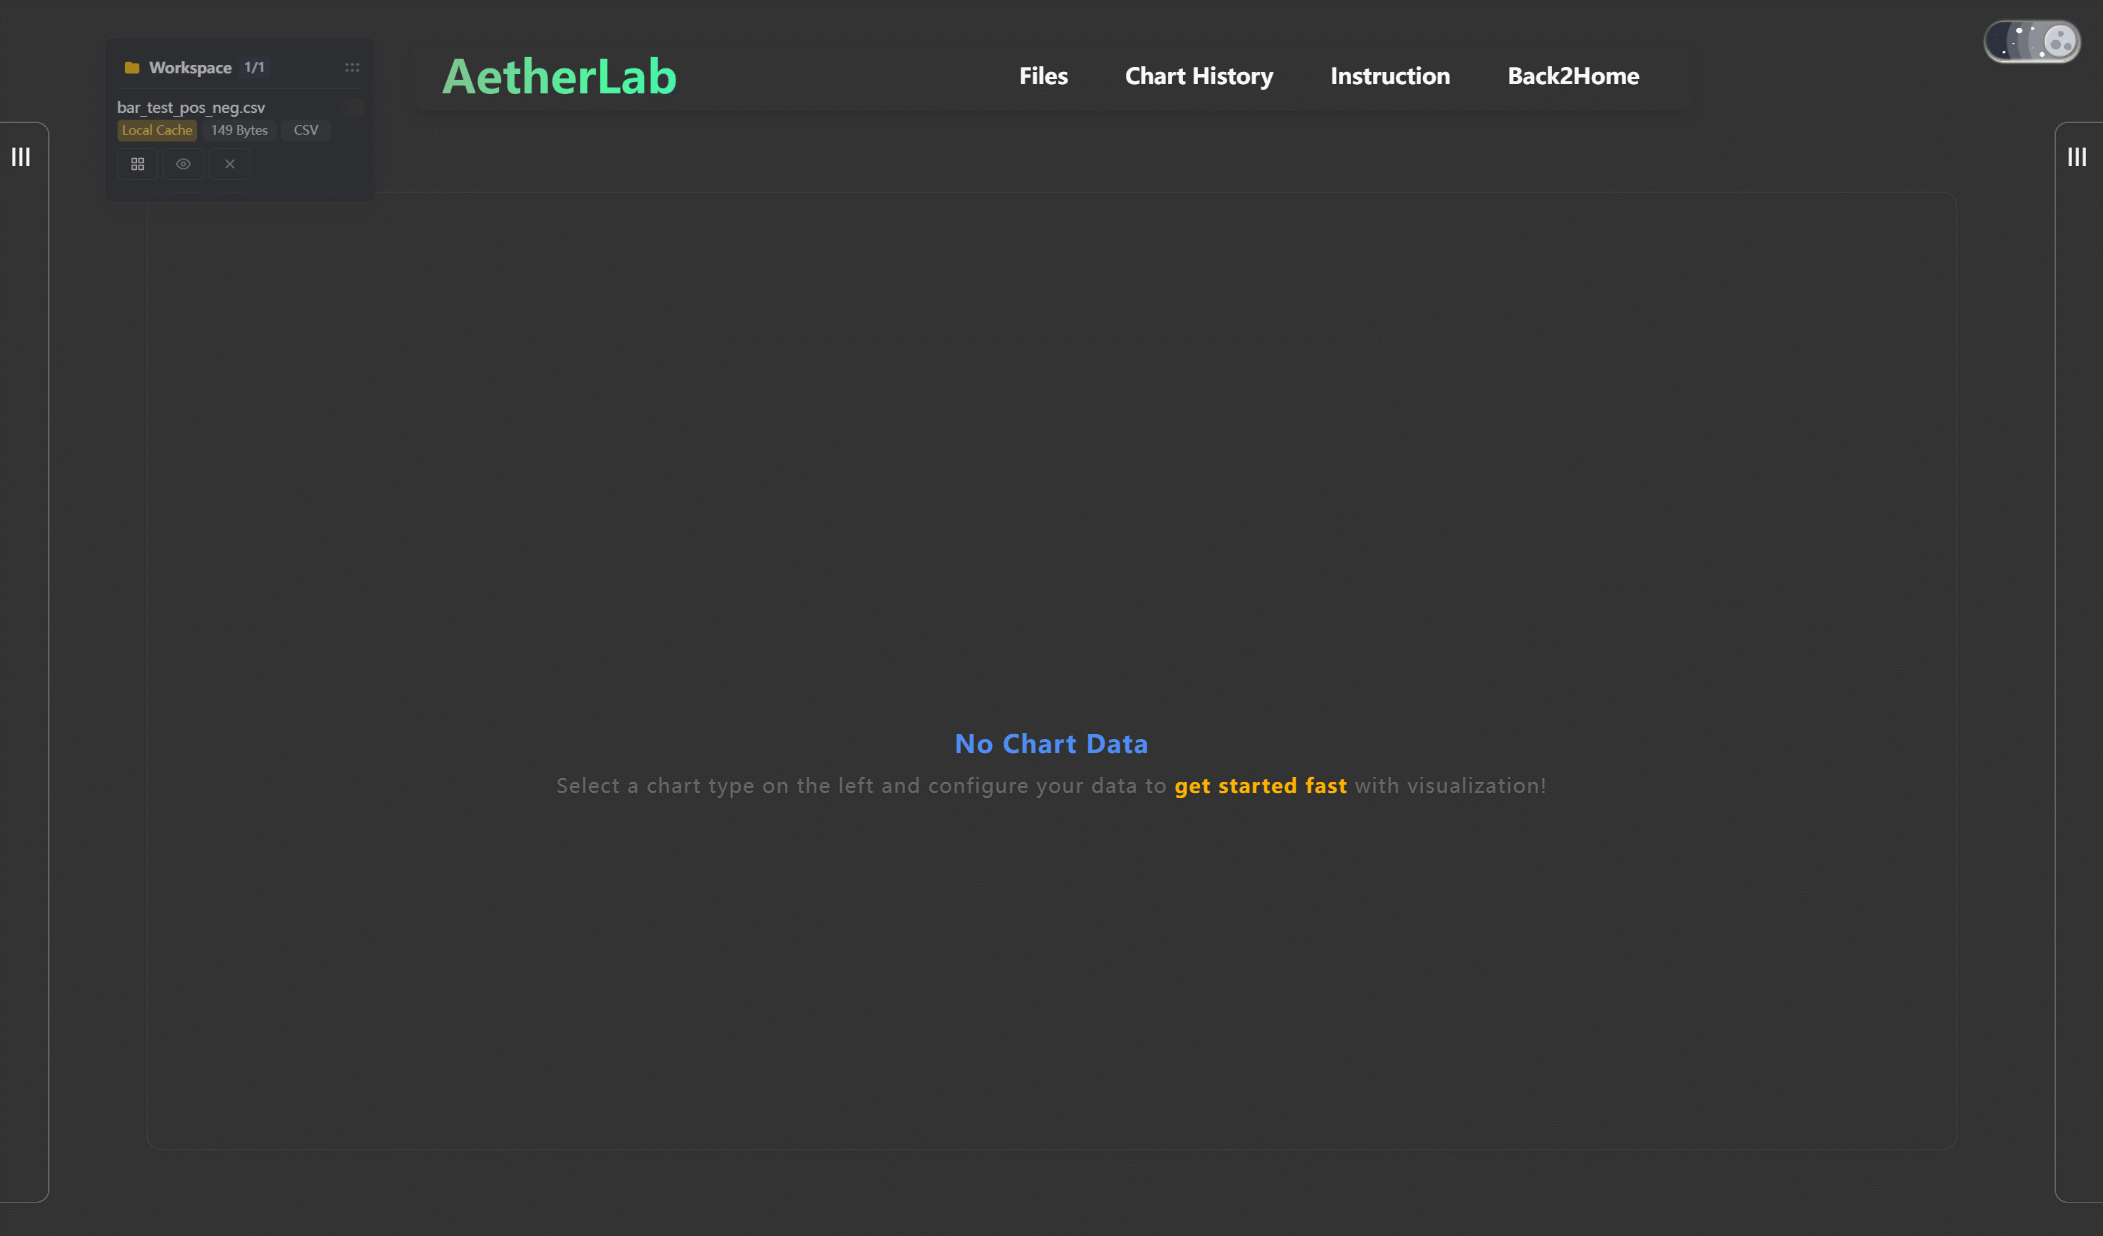 Workspace 1/1
bar_test_pos_neg.csv
Local Cache 149 Bytes CSV
AetherLab
Files Chart History Instruction Back2Home
No Chart Data
Select a chart type on the left and configure your data to get started fast with visualization!